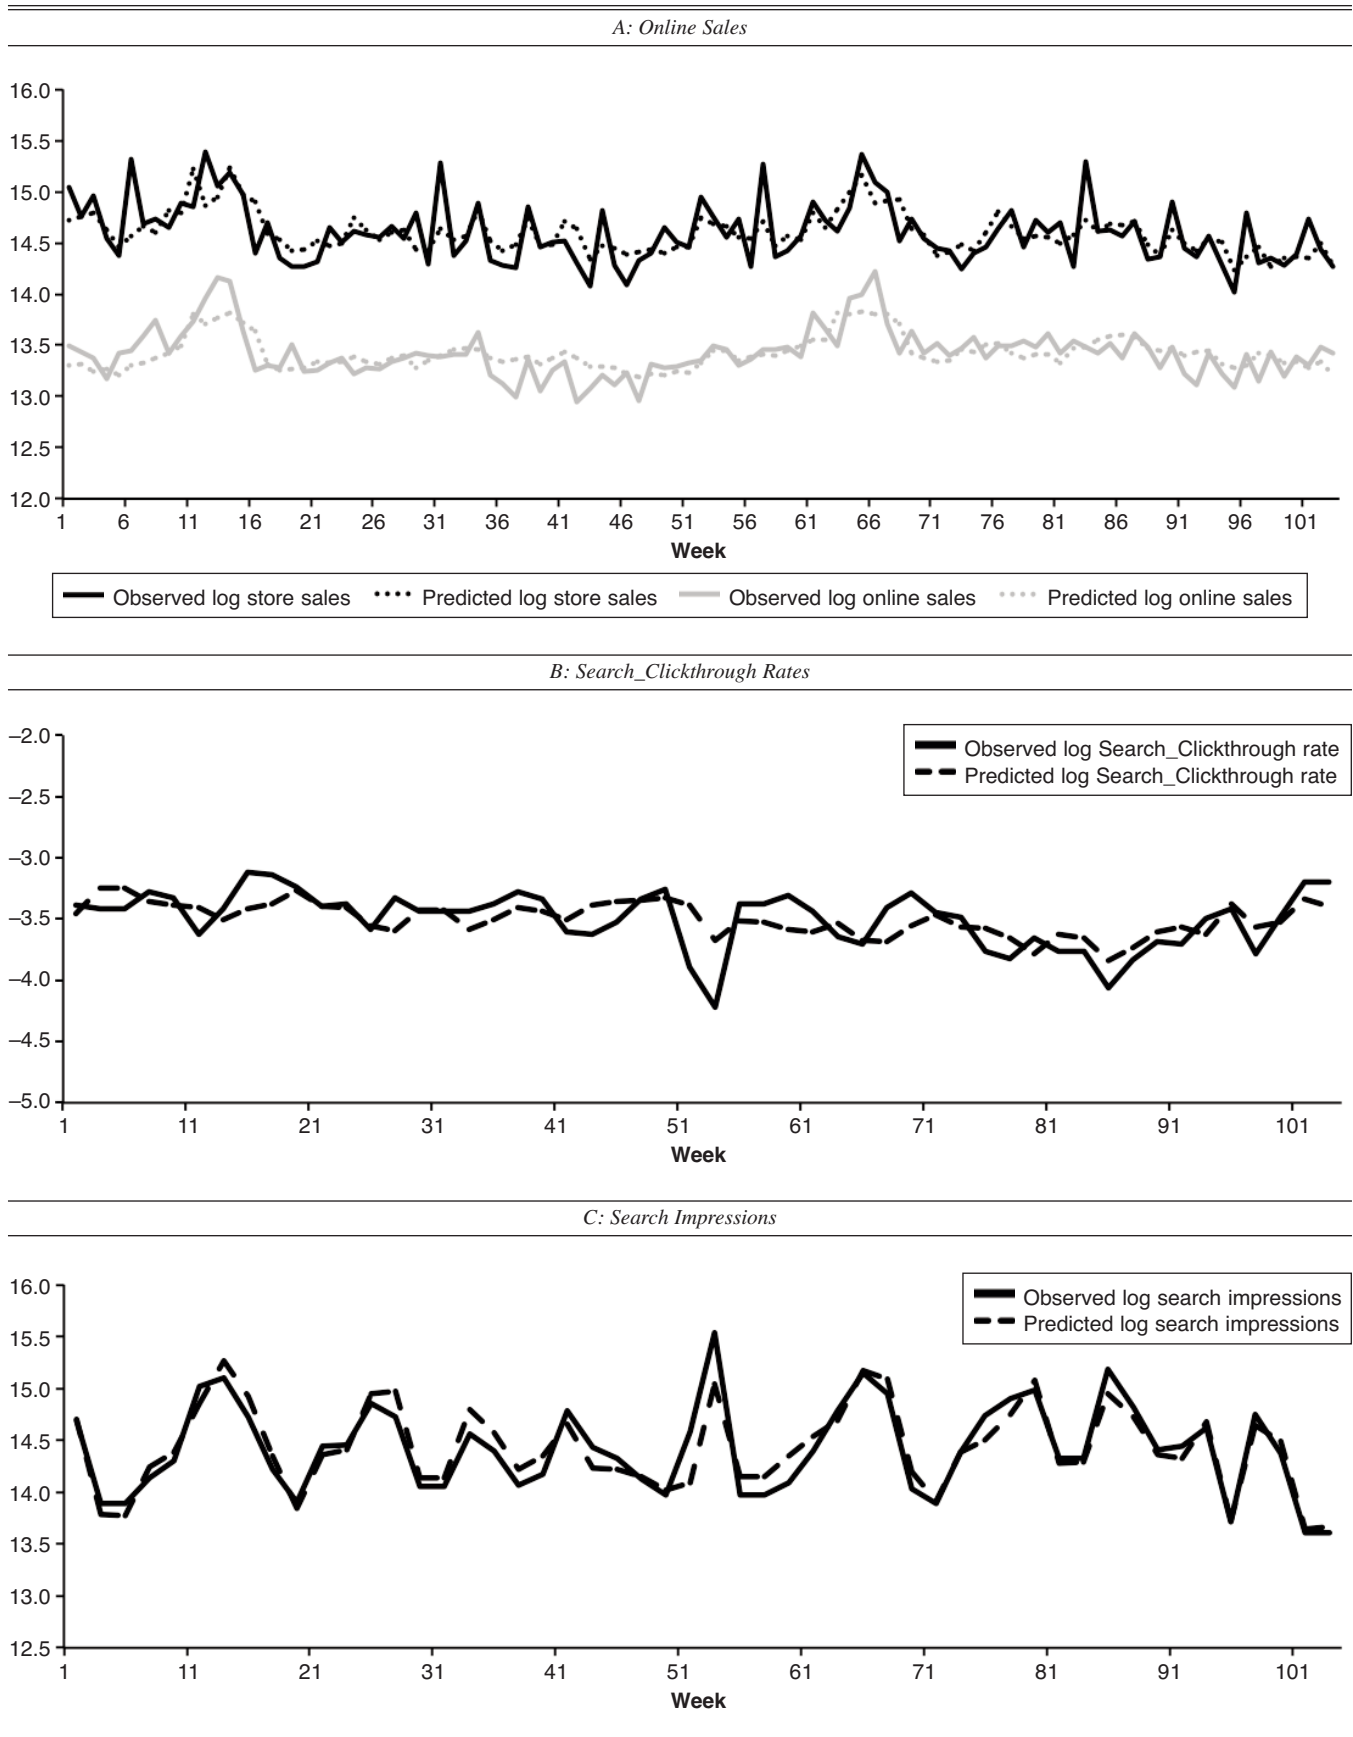 A: Online Sales
16.0
15.5
15.0
14.5
14.0
13.5
13.0
12.5
12.0
1 6 11 16 21 26 31 36 41 46 51 56 61 66 71 76 81 86 91 96 101
Week
Observed log store sales Predicted log store sales Observed log online sales Predicted log online sales
B: Search_Clickthrough Rates
–2.0
Observed log Search_Clickthrough rate
Predicted log Search_Clickthrough rate
–2.5
–3.0
–3.5
–4.0
–4.5
–5.0
1 11 21 31 41 51 61 71 81 91 101
Week
C: Search Impressions
16.0
Observed log search impressions
Predicted log search impressions
15.5
15.0
14.5
14.0
13.5
13.0
12.5
1 11 21 31 41 51 61 71 81 91 101
Week